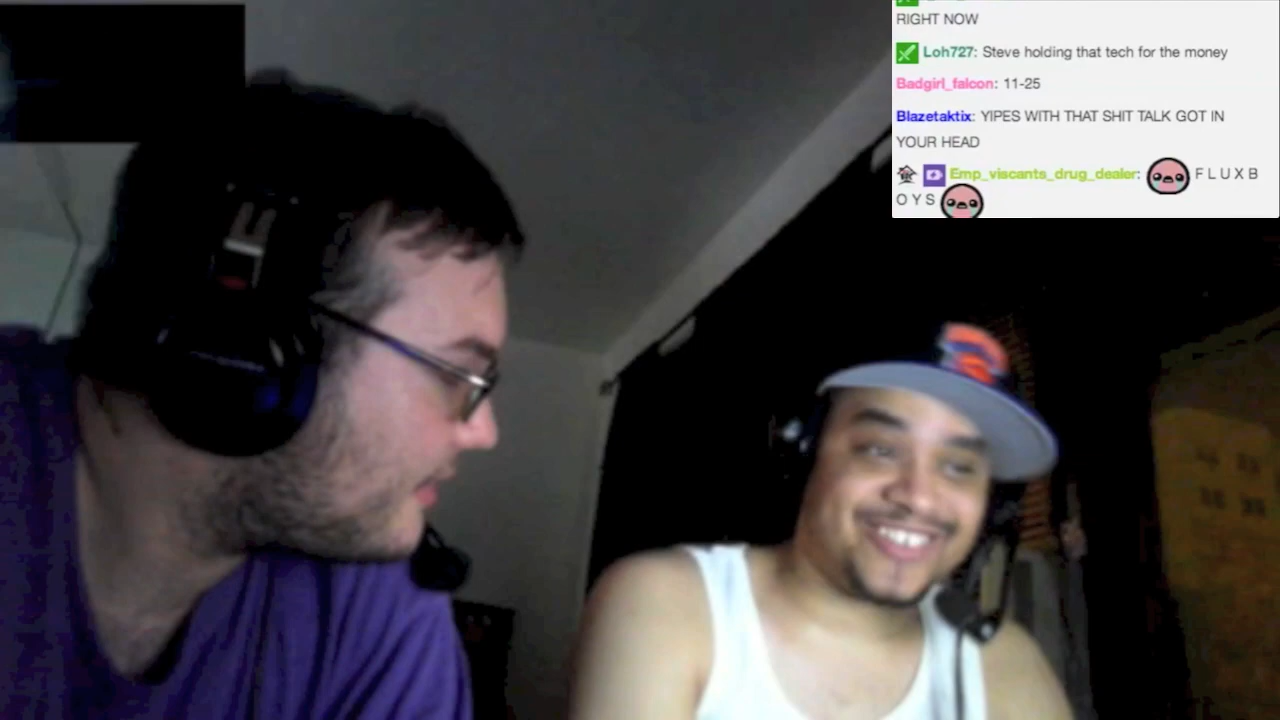 RIGHT NOW
Loh727: Steve holding that tech for the money
Badgirl_falcon: 11-25
Blazetaktix: YIPES WITH THAT SHIT TALK GOT IN
YOUR HEAD
Emp_viscants_drug_dealer: F L U X B
O Y S